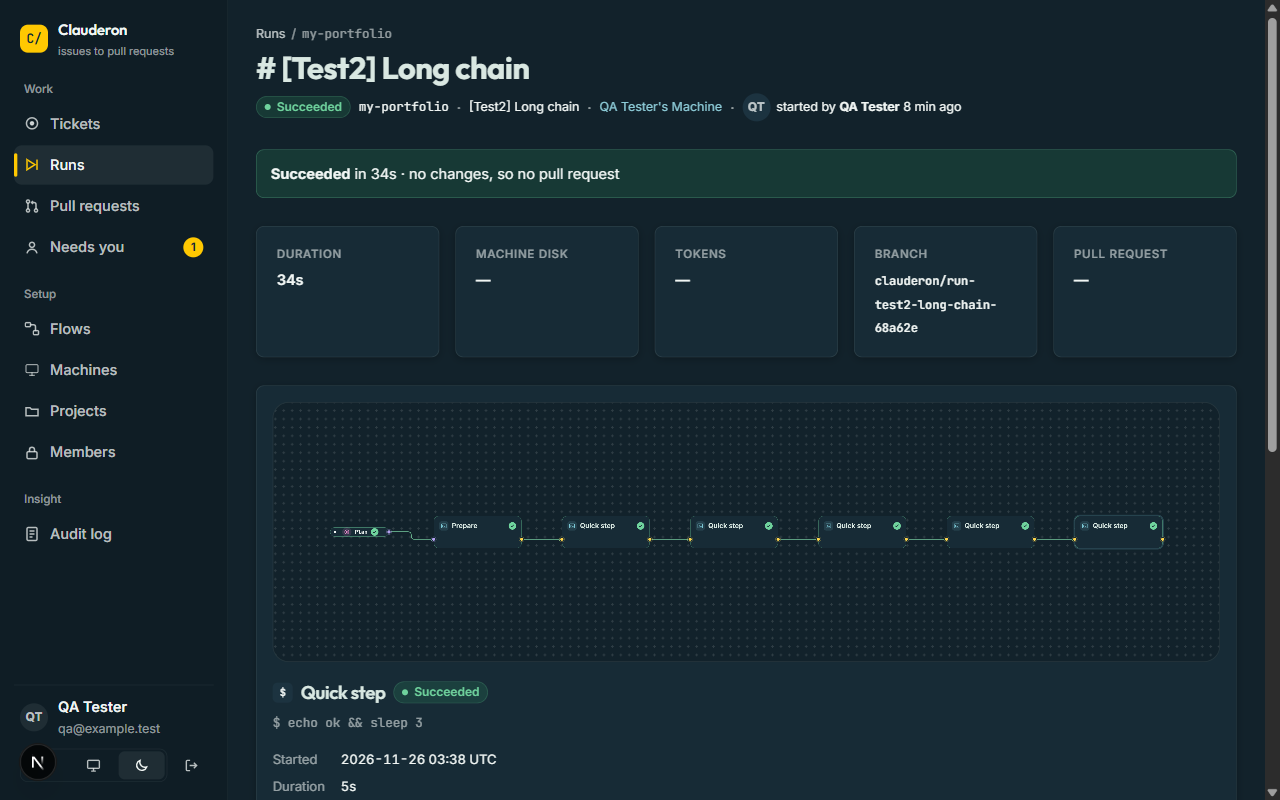 C/
Clauderon
issues to pull requests
Work
Tickets
Runs
Pull requests
Needs you 1
Setup
Flows
Machines
Projects
Members
Insight
Audit log
QT
QA Tester
qa@example.test
N
Runs / my-portfolio
# [Test2] Long chain
Succeeded my-portfolio · [Test2] Long chain · QA Tester's Machine · QT started by QA Tester 8 min ago
Succeeded in 34s · no changes, so no pull request
DURATION
34s
MACHINE DISK
—
TOKENS
—
BRANCH
clauderon/run-
test2-long-chain-
68a62e
PULL REQUEST
—
Plan
Prepare
Quick step
Quick step
Quick step
Quick step
Quick step
$ Quick step Succeeded
$ echo ok && sleep 3
Started 2026-11-26 03:38 UTC
Duration 5s